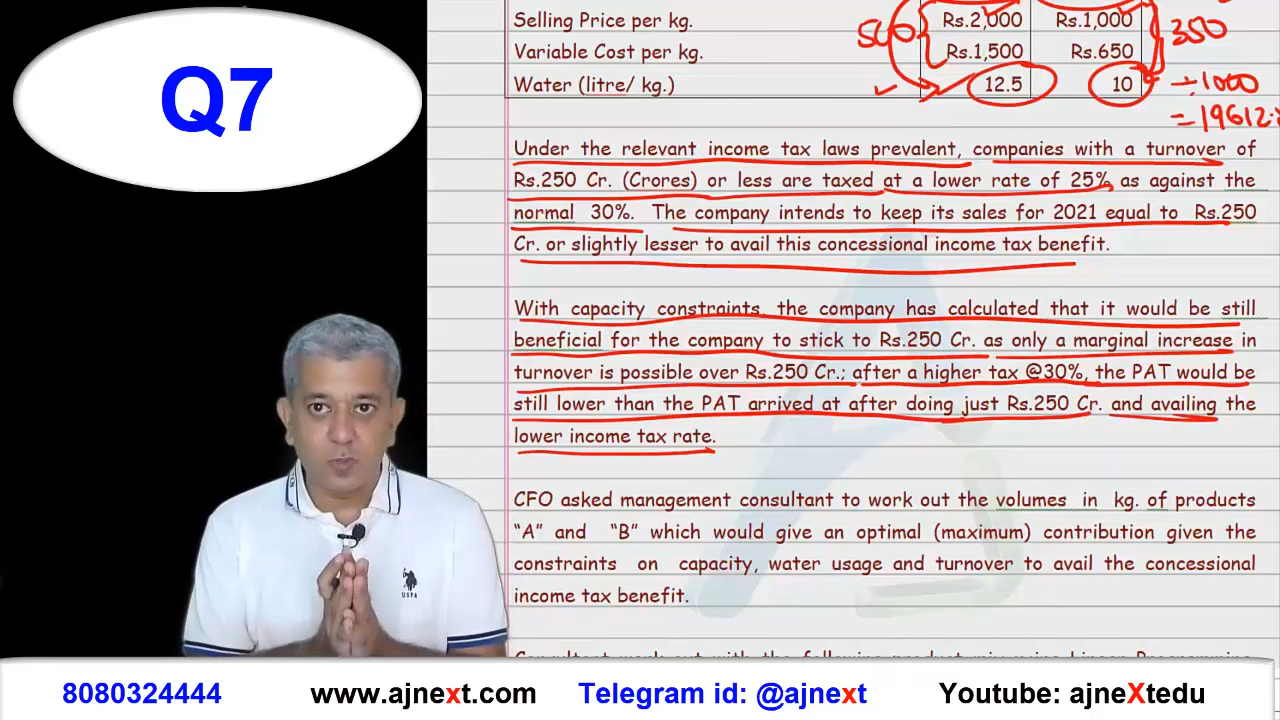 Q7
Selling Price per kg. Rs.2,000 Rs.1,000
Variable Cost per kg. Rs.1,500 Rs.650
Water (litre/ kg.) 12.5 10
500
350
÷1000
Under the relevant income tax laws prevalent, companies with a turnover of
Rs.250 Cr. (Crores) or less are taxed at a lower rate of 25%, as against the
normal 30%. The company intends to keep its sales for 2021 equal to Rs.250
Cr. or slightly lesser to avail this concessional income tax benefit.
With capacity constraints, the company has calculated that it would be still
beneficial for the company to stick to Rs.250 Cr. as only a marginal increase in
turnover is possible over Rs.250 Cr.; after a higher tax @30%, the PAT would be
still lower than the PAT arrived at after doing just Rs.250 Cr. and availing the
lower income tax rate.
CFO asked management consultant to work out the volumes in kg. of products
"A" and "B" which would give an optimal (maximum) contribution given the
constraints on capacity, water usage and turnover to avail the concessional
income tax benefit.
USPA
8080324444 www.ajnext.com Telegram id: @ajnext Youtube: ajneXtedu